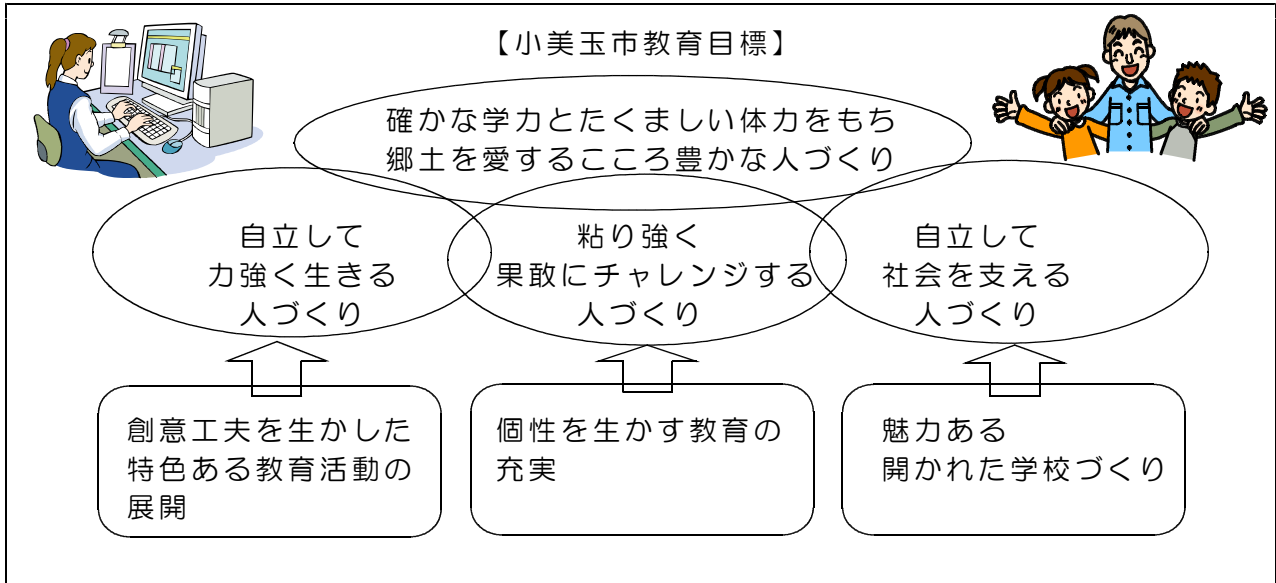 【小美玉市教育目標】
確かな学力とたくましい体力をもち
郷土を愛するこころ豊かな人づくり
自立して
力強く生きる
人づくり
粘り強く
果敢にチャレンジする
人づくり
自立して
社会を支える
人づくり
創意工夫を生かした
特色ある教育活動の
展開
個性を生かす教育の
充実
魅力ある
開かれた学校づくり